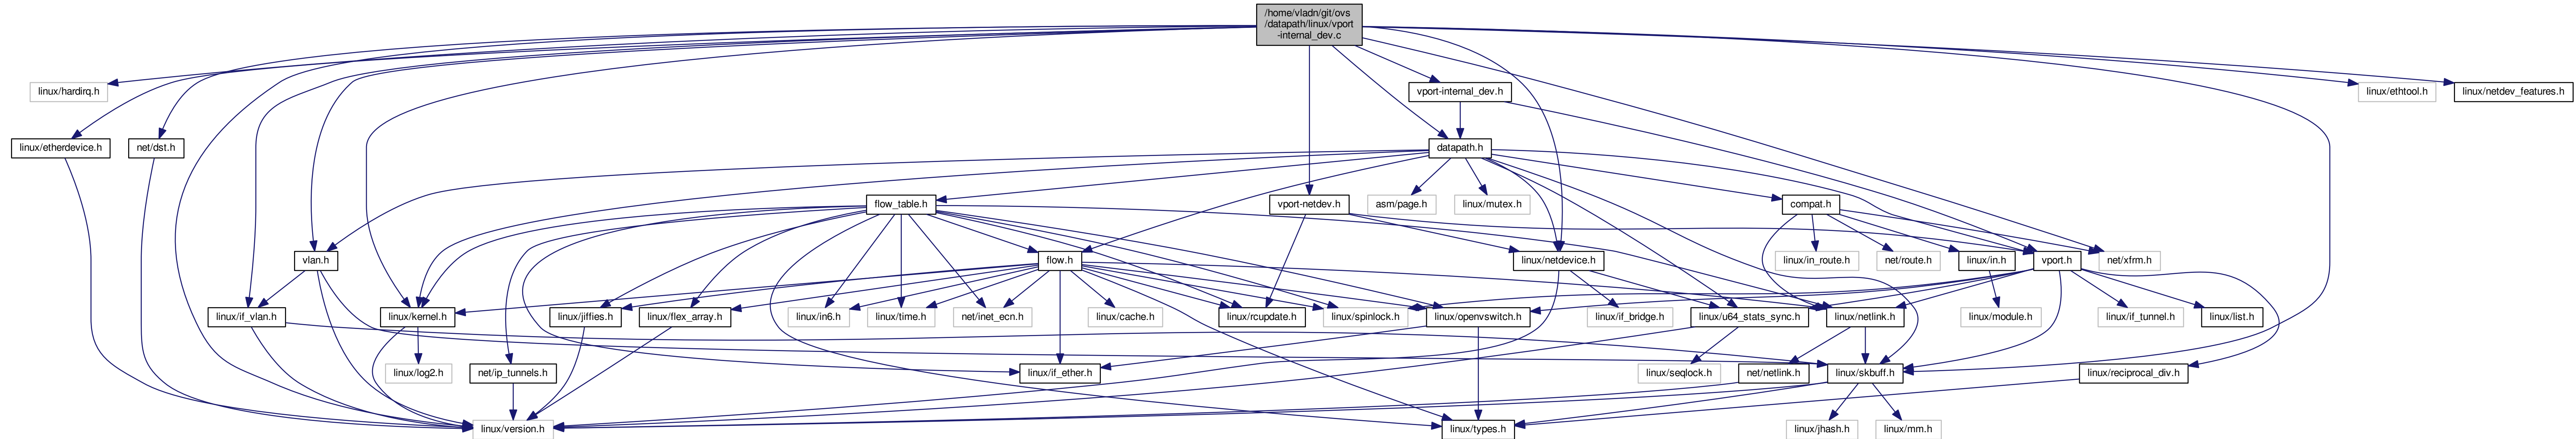 /home/vladn/git/ovs
/datapath/linux/vport
-internal_dev.c
linux/hardirq.h
vport-internal_dev.h
linux/ethtool.h
linux/netdev_features.h
linux/etherdevice.h
net/dst.h
datapath.h
flow_table.h
vport-netdev.h
asm/page.h
linux/mutex.h
compat.h
vlan.h
flow.h
linux/netdevice.h
linux/in_route.h
net/route.h
linux/in.h
vport.h
net/xfrm.h
linux/if_vlan.h
linux/kernel.h
linux/jiffies.h
linux/flex_array.h
linux/in6.h
linux/time.h
net/inet_ecn.h
linux/cache.h
linux/rcupdate.h
linux/spinlock.h
linux/openvswitch.h
linux/if_bridge.h
linux/u64_stats_sync.h
linux/netlink.h
linux/module.h
linux/if_tunnel.h
linux/list.h
linux/log2.h
net/ip_tunnels.h
linux/if_ether.h
linux/seqlock.h
net/netlink.h
linux/skbuff.h
linux/reciprocal_div.h
linux/version.h
linux/types.h
linux/jhash.h
linux/mm.h